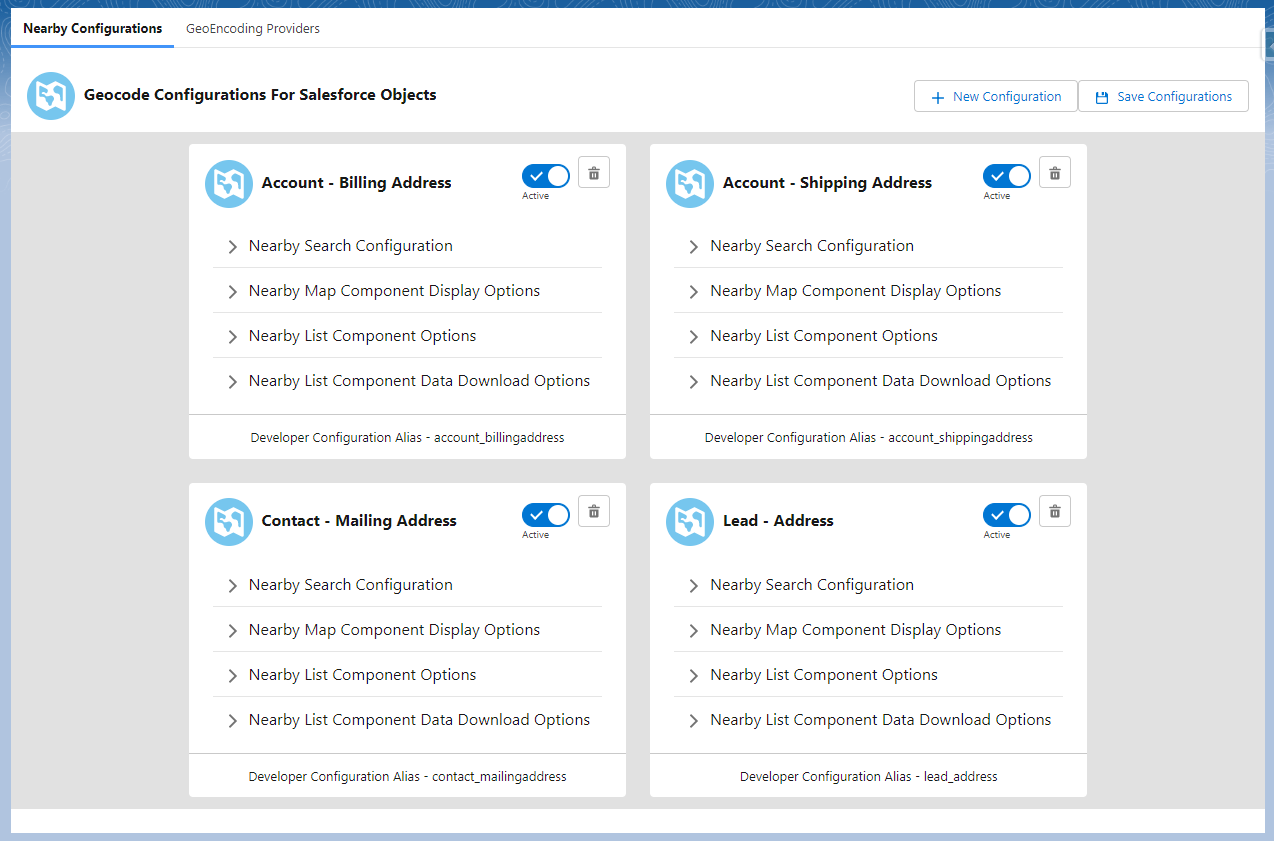 Nearby Configurations GeoEncoding Providers
Geocode Configurations For Salesforce Objects
New Configuration Save Configurations
Account - Billing Address
Active
Nearby Search Configuration
Nearby Map Component Display Options
Nearby List Component Options
Nearby List Component Data Download Options
Developer Configuration Alias - account_billingaddress
Account - Shipping Address
Active
Nearby Search Configuration
Nearby Map Component Display Options
Nearby List Component Options
Nearby List Component Data Download Options
Developer Configuration Alias - account_shippingaddress
Contact - Mailing Address
Active
Nearby Search Configuration
Nearby Map Component Display Options
Nearby List Component Options
Nearby List Component Data Download Options
Developer Configuration Alias - contact_mailingaddress
Lead - Address
Active
Nearby Search Configuration
Nearby Map Component Display Options
Nearby List Component Options
Nearby List Component Data Download Options
Developer Configuration Alias - lead_address